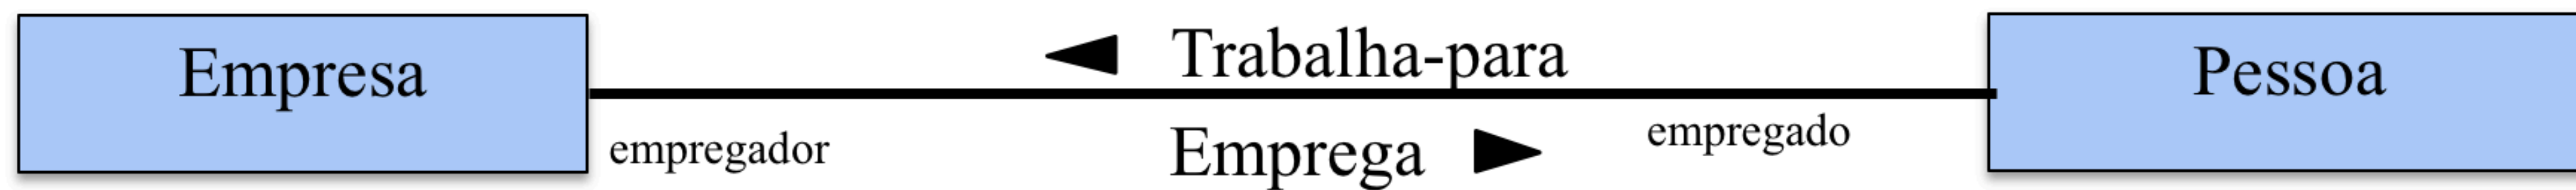 Empresa
◀ Trabalha-para
Pessoa
empregador
Emprega ▶
empregado